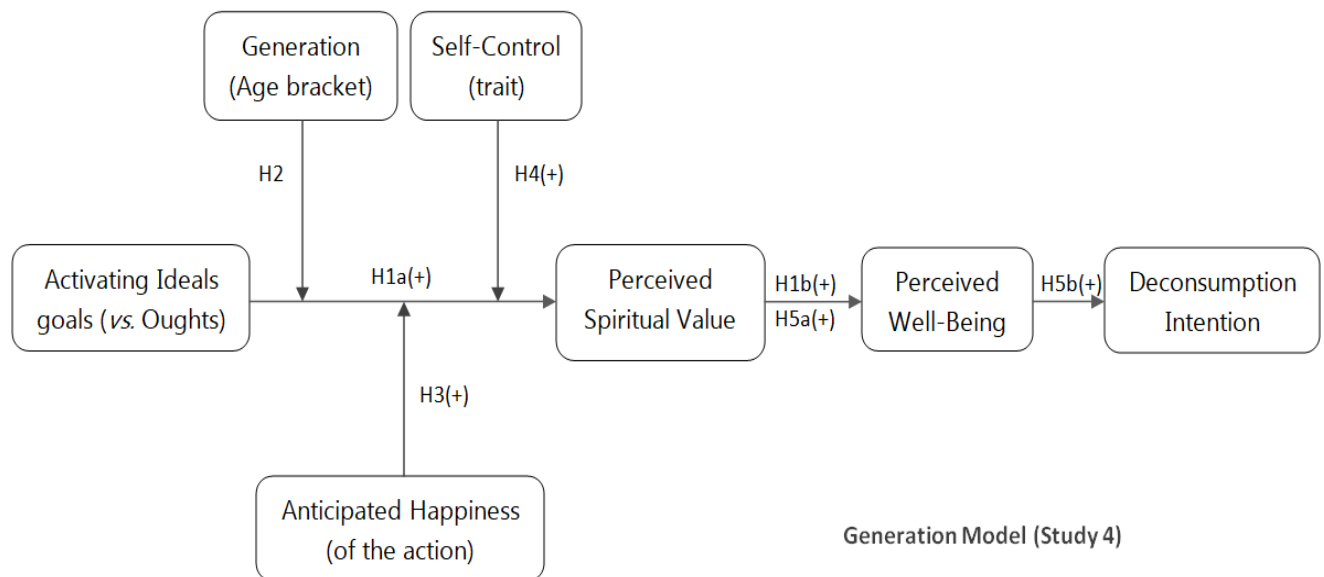 Generation
(Age bracket)
Self-Control
(trait)
H2
H4(+)
Activating Ideals
goals (vs. Oughts)
H1a(+)
Perceived
Spiritual Value
H1b(+)
H5a(+)
Perceived
Well-Being
H5b(+)
Deconsumption
Intention
H3(+)
Anticipated Happiness
(of the action)
Generation Model (Study 4)